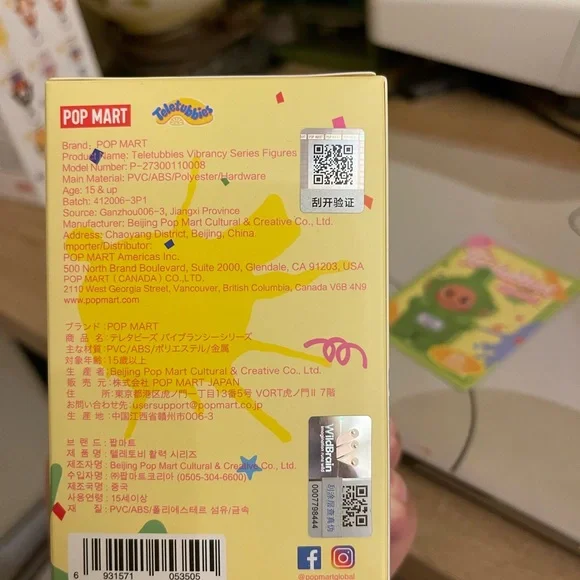 POP MART
Teletubbies
Brand: POP MART
Product Name: Teletubbies Vibrancy Series Figures
Model Number: P-27300110008
Main Material: PVC/ABS/Polyester/Hardware
Age: 15 & up
Batch: 412006-3P1
Source: Ganzhou006-3, Jiangxi Province
Manufacturer: Beijing Pop Mart Cultural & Creative Co., Ltd.
Address: Chaoyang District, Beijing, China
Importer/Distributor:
POP MART Americas Inc.
500 North Brand Boulevard, Suite 2000, Glendale, CA 91203, USA
POP MART (CANADA) CO.,LTD.
2110 West Georgia Street, Vancouver, British Columbia, Canada V6B 4N9
www.popmart.com
刮开验证
ブランド : POP MART
商 品 名 : テレタビーズ バイブランシーシリーズ
主な材質 : PVC/ABS/ポリエステル/金属
対象年齢 : 15歳以上
生 産 者 : Beijing Pop Mart Cultural & Creative Co., Ltd.
販 売 元 : 株式会社 POP MART JAPAN
住 所 : 東京都港区虎ノ門一丁目13番5号 VORT虎ノ門II 7階
お問い合わせ先 : usersupport@popmart.co.jp
生 産 地 : 中国江西省赣州市006-3
브 랜 드 : 팝마트
제 품 명 : 텔레토비 활력 시리즈
제조자명 : Beijing Pop Mart Cultural & Creative Co., Ltd.
수입자명 : ㈜팝마트코리아 (0505-304-6600)
제조국명 : 중국
사용연령 : 15세이상
재 질 : PVC/ABS/폴리에스테르 섬유/금속
WildBrain
刮涂层查真伪
0007798444
6 931571 053505
@popmartglobal